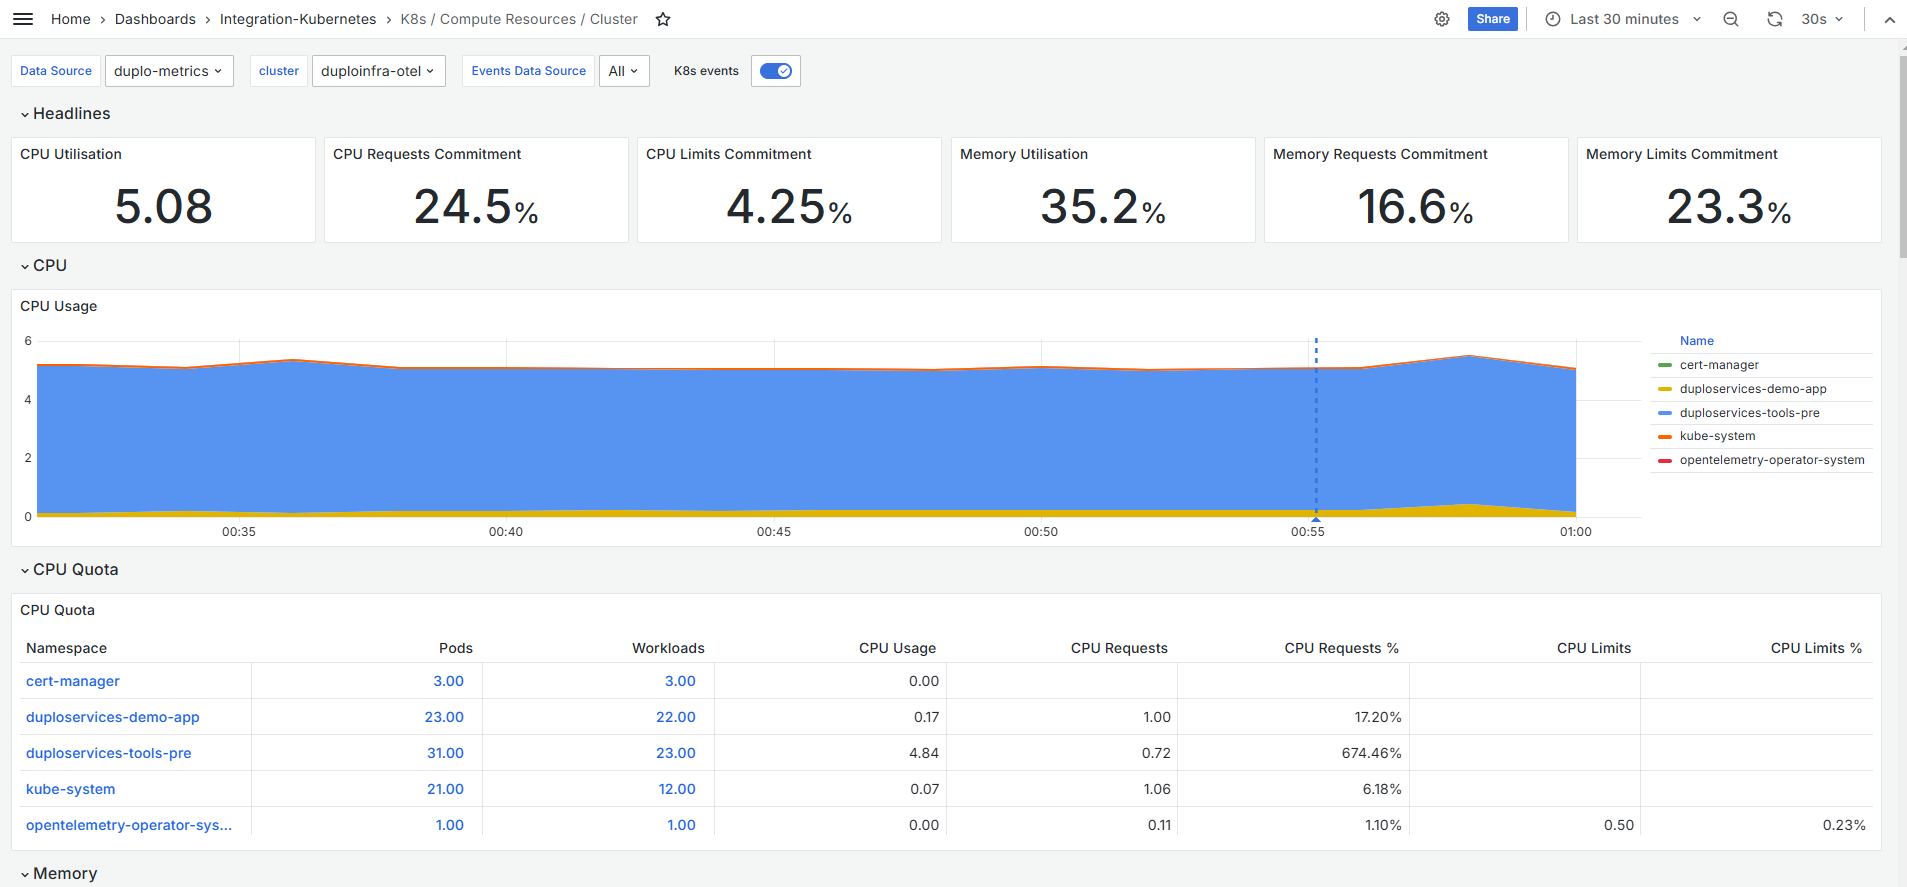 Home › Dashboards › Integration-Kubernetes › K8s / Compute Resources / Cluster
Share
Last 30 minutes
30s
Data Source duplo-metrics cluster duploinfra-otel Events Data Source All K8s events
Headlines
CPU Utilisation
5.08
CPU Requests Commitment
24.5%
CPU Limits Commitment
4.25%
Memory Utilisation
35.2%
Memory Requests Commitment
16.6%
Memory Limits Commitment
23.3%
CPU
CPU Usage
6
4
2
0
00:35 00:40 00:45 00:50 00:55 01:00
Name
cert-manager
duploservices-demo-app
duploservices-tools-pre
kube-system
opentelemetry-operator-system
CPU Quota
CPU Quota
Namespace Pods Workloads CPU Usage CPU Requests CPU Requests % CPU Limits CPU Limits %
cert-manager 3.00 3.00 0.00
duploservices-demo-app 23.00 22.00 0.17 1.00 17.20%
duploservices-tools-pre 31.00 23.00 4.84 0.72 674.46%
kube-system 21.00 12.00 0.07 1.06 6.18%
opentelemetry-operator-sys... 1.00 1.00 0.00 0.11 1.10% 0.50 0.23%
Memory